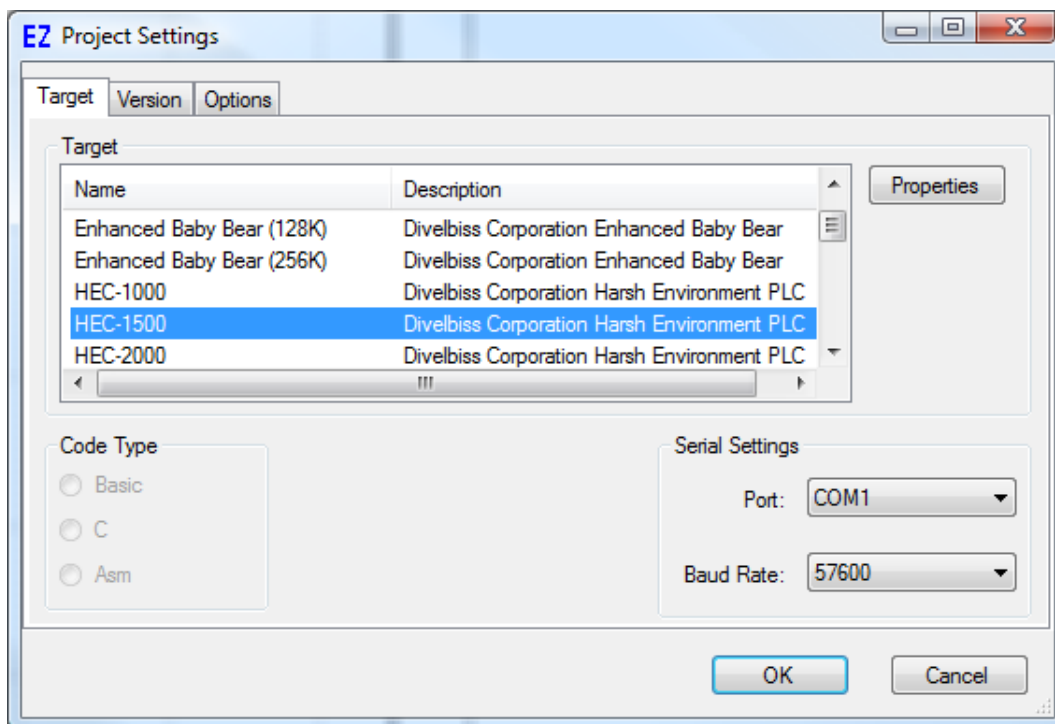 EZ Project Settings
Target Version Options
Target
Name Description
Enhanced Baby Bear (128K) Divelbiss Corporation Enhanced Baby Bear
Enhanced Baby Bear (256K) Divelbiss Corporation Enhanced Baby Bear
HEC-1000 Divelbiss Corporation Harsh Environment PLC
HEC-1500 Divelbiss Corporation Harsh Environment PLC
HEC-2000 Divelbiss Corporation Harsh Environment PLC
Properties
Code Type
Basic
C
Asm
Serial Settings
Port: COM1
Baud Rate: 57600
OK Cancel